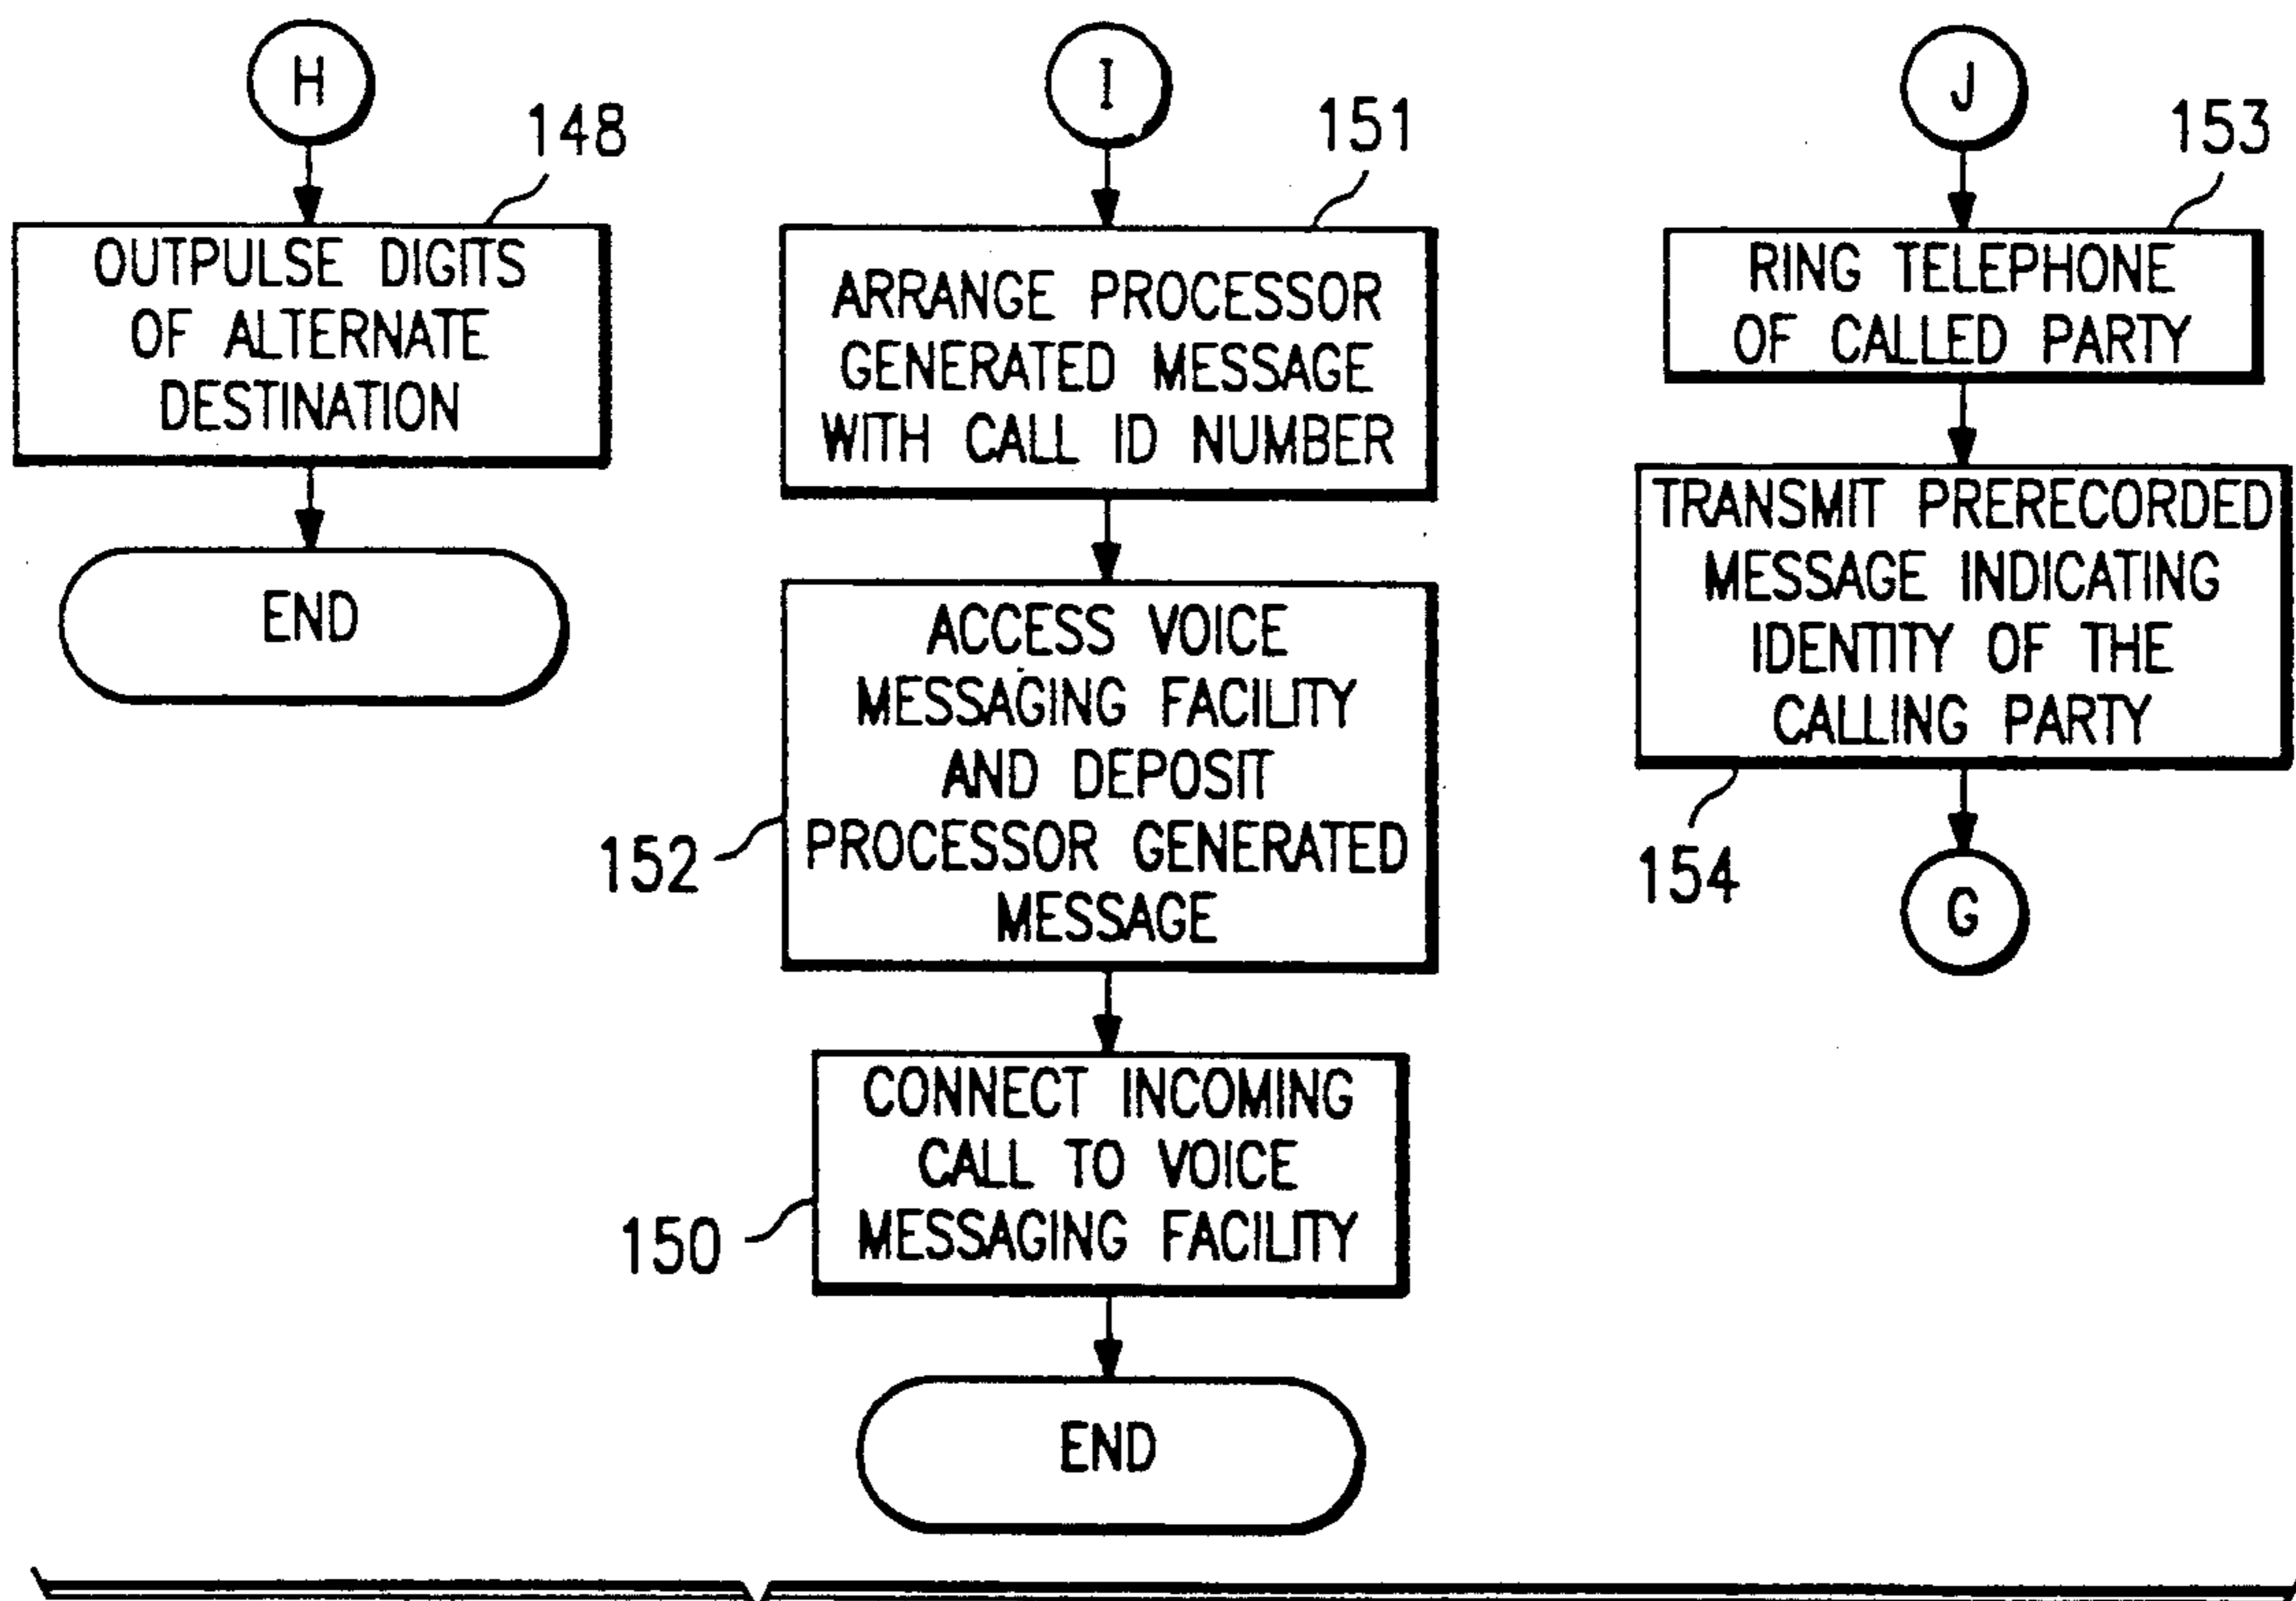 H
148
OUTPULSE DIGITS
OF ALTERNATE
DESTINATION
END
I
151
ARRANGE PROCESSOR
GENERATED MESSAGE
WITH CALL ID NUMBER
ACCESS VOICE
MESSAGING FACILITY
AND DEPOSIT
PROCESSOR GENERATED
MESSAGE
152
CONNECT INCOMING
CALL TO VOICE
MESSAGING FACILITY
150
END
J
153
RING TELEPHONE
OF CALLED PARTY
TRANSMIT PRERECORDED
MESSAGE INDICATING
IDENTITY OF THE
CALLING PARTY
154
G